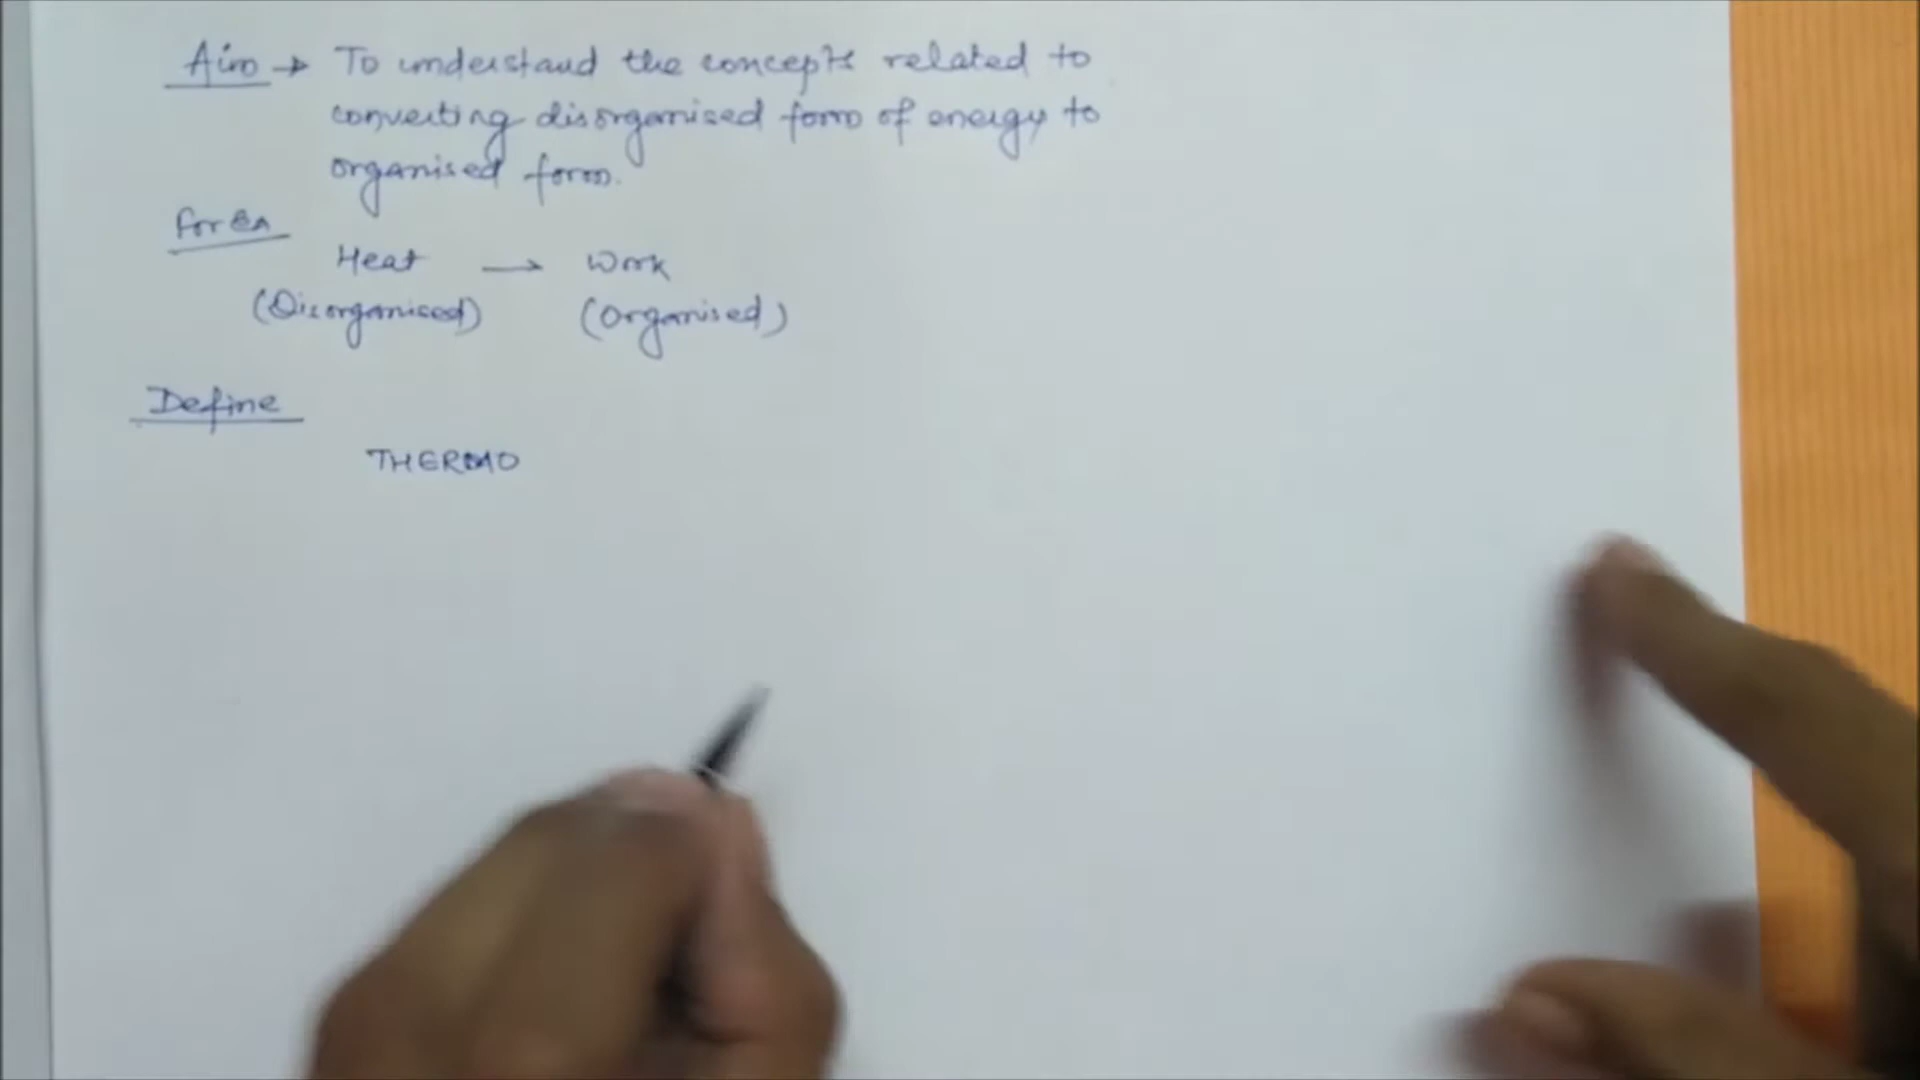 Aim → To understand the concepts related to
converting disorganised form of energy to
organised form.
For Ex
Heat → Work
(Disorganised) (Organised)
Define
THERMO